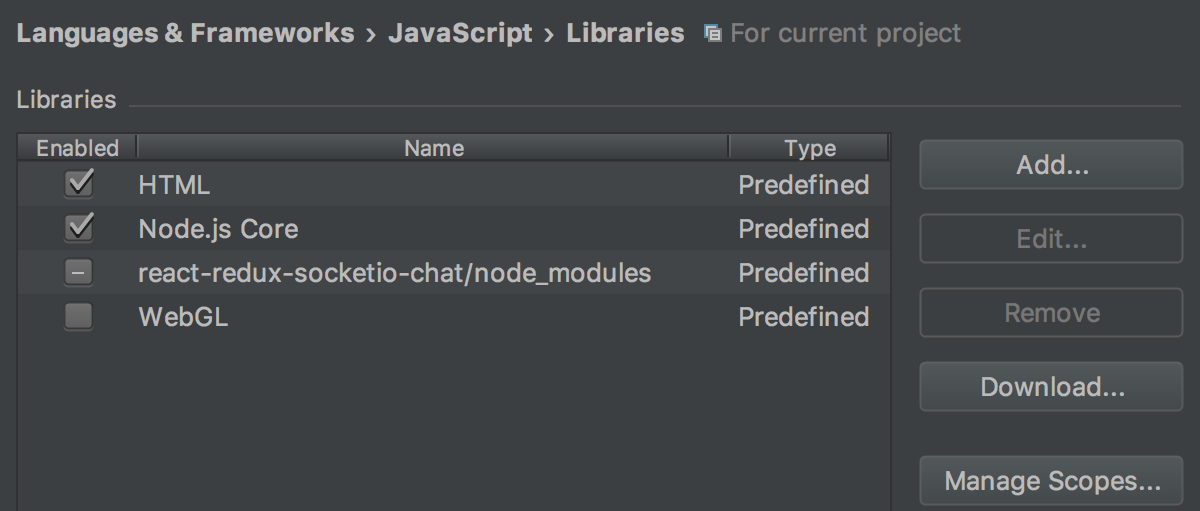 Languages & Frameworks › JavaScript › Libraries For current project
Libraries
Enabled Name Type
HTML Predefined
Node.js Core Predefined
react-redux-socketio-chat/node_modules Predefined
WebGL Predefined
Add...
Edit...
Remove
Download...
Manage Scopes...